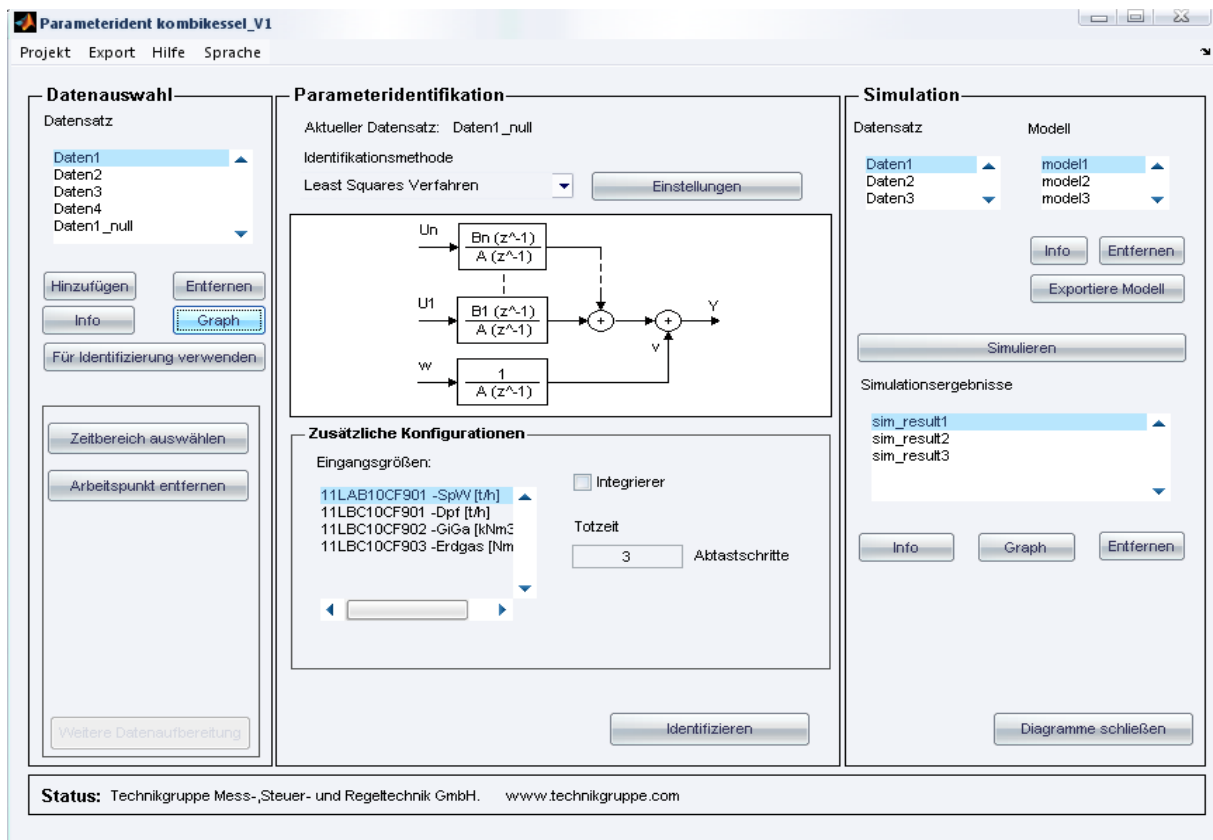 Parameterident kombikessel_V1
Projekt Export Hilfe Sprache
Datenauswahl
Datensatz
Daten1
Daten2
Daten3
Daten4
Daten1_null
Hinzufügen Entfernen
Info Graph
Für Identifizierung verwenden
Zeitbereich auswählen
Arbeitspunkt entfernen
Weitere Datenaufbereitung
Parameteridentifikation
Aktueller Datensatz: Daten1_null
Identifikationsmethode
Least Squares Verfahren Einstellungen
Un
Bn (z^-1)
A (z^-1)
U1
B1 (z^-1)
A (z^-1)
+ + Y
v
w
1
A (z^-1)
Zusätzliche Konfigurationen
Eingangsgrößen:
11LAB10CF901 -SpW [t/h]
11LBC10CF901 -Dpf [t/h]
11LBC10CF902 -GiGa [kNm3
11LBC10CF903 -Erdgas [Nm
Integrierer
Totzeit
3 Abtastschritte
Identifizieren
Simulation
Datensatz Modell
Daten1 model1
Daten2 model2
Daten3 model3
Info Entfernen
Exportiere Modell
Simulieren
Simulationsergebnisse
sim_result1
sim_result2
sim_result3
Info Graph Entfernen
Diagramme schließen
Status: Technikgruppe Mess-,Steuer- und Regeltechnik GmbH. www.technikgruppe.com